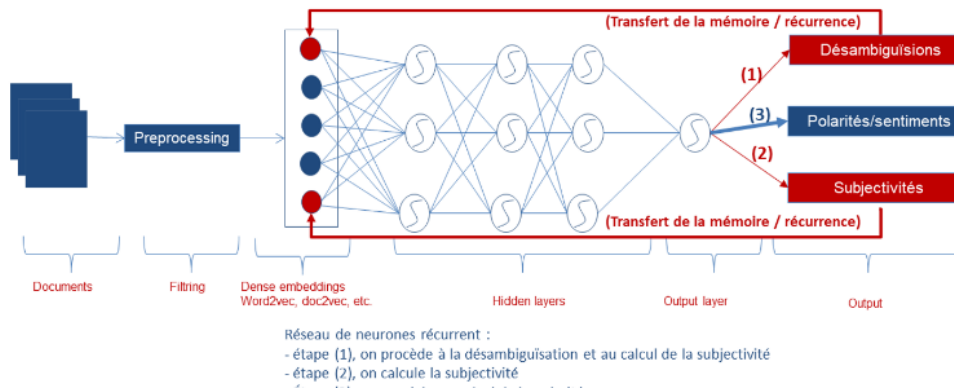 (Transfert de la mémoire / récurrence)
Désambiguïsions
(1)
Preprocessing
(3)
Polarités/sentiments
(2)
Subjectivités
(Transfert de la mémoire / récurrence)
Documents
Filtring
Dense embeddings
Word2vec, doc2vec, etc.
Hidden layers
Output layer
Output
Réseau de neurones récurrent :
- étape (1), on procède à la désambiguïsation et au calcul de la subjectivité
- étape (2), on calcule la subjectivité